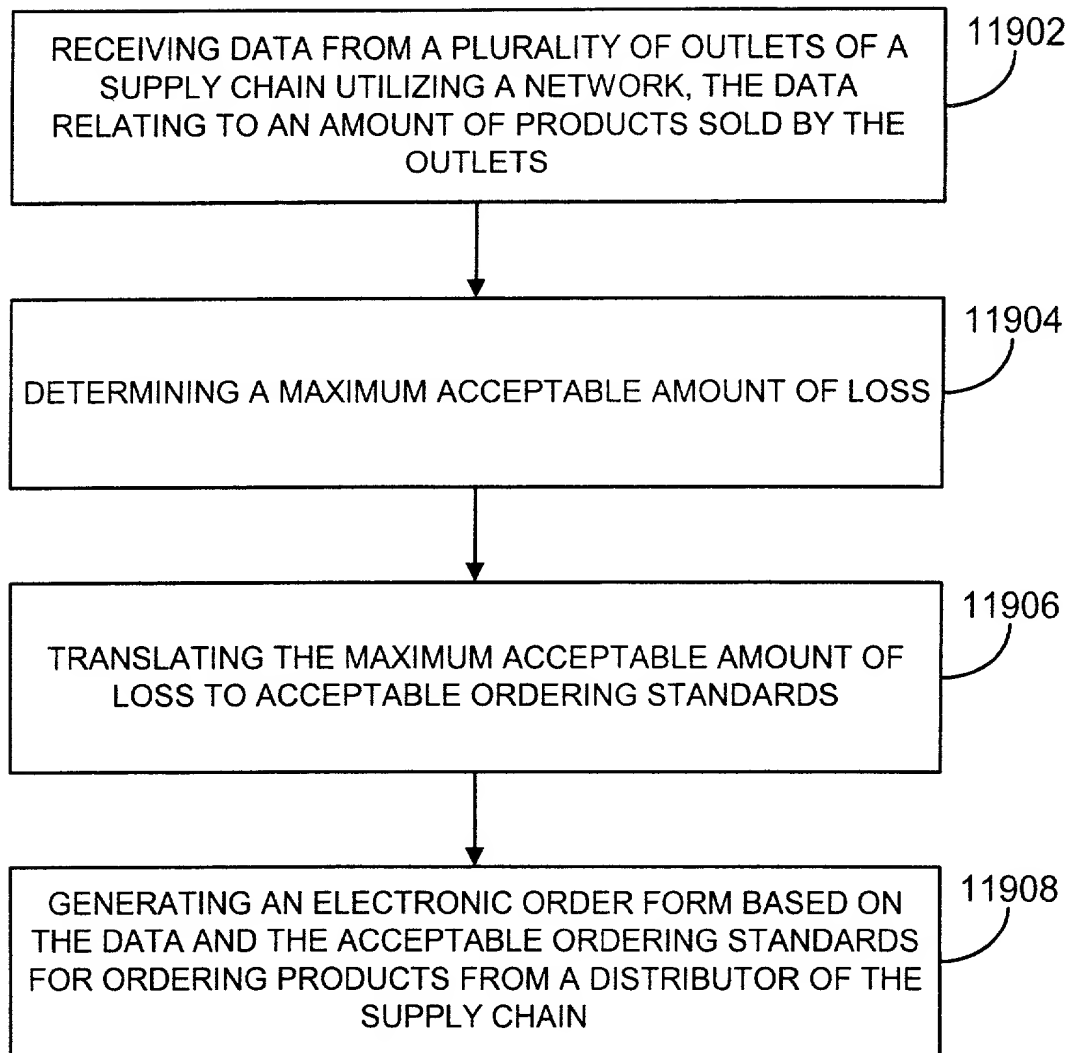 RECEIVING DATA FROM A PLURALITY OF OUTLETS OF A
SUPPLY CHAIN UTILIZING A NETWORK, THE DATA
RELATING TO AN AMOUNT OF PRODUCTS SOLD BY THE
OUTLETS
11902
DETERMINING A MAXIMUM ACCEPTABLE AMOUNT OF LOSS
11904
TRANSLATING THE MAXIMUM ACCEPTABLE AMOUNT OF
LOSS TO ACCEPTABLE ORDERING STANDARDS
11906
GENERATING AN ELECTRONIC ORDER FORM BASED ON
THE DATA AND THE ACCEPTABLE ORDERING STANDARDS
FOR ORDERING PRODUCTS FROM A DISTRIBUTOR OF THE
SUPPLY CHAIN
11908